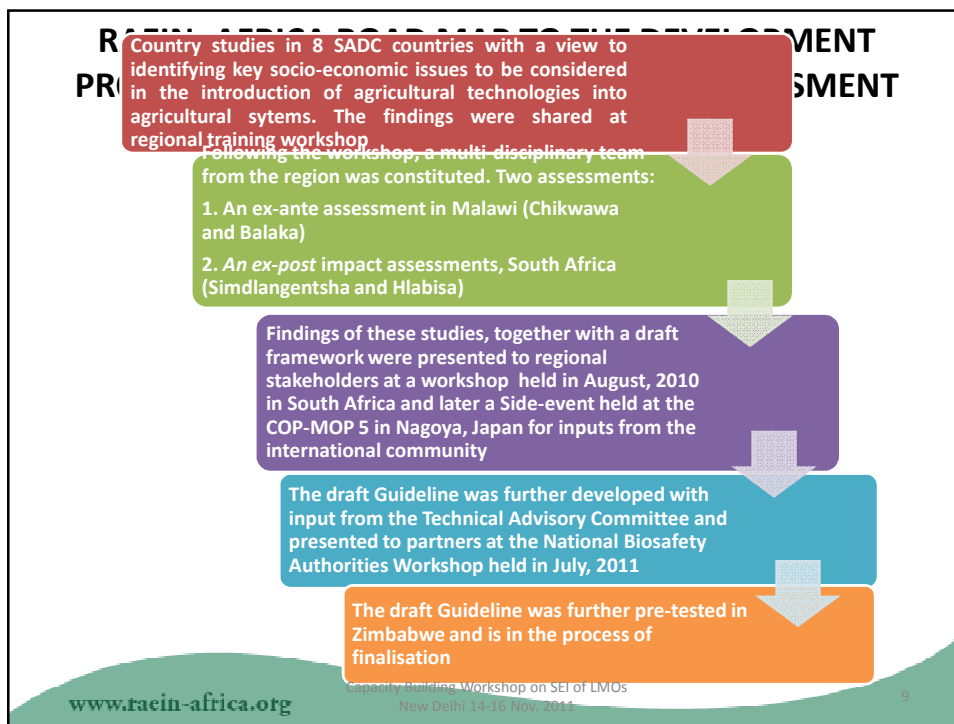 ROAD MAP TO THE DEVELOPMENT
Country studies in 8 SADC countries with a view to
identifying key socio-economic issues to be considered
in the introduction of agricultural technologies into
agricultural sytems. The findings were shared at
regional training workshop
Following the workshop, a multi-disciplinary team
from the region was constituted. Two assessments:
1. An ex-ante assessment in Malawi (Chikwawa
and Balaka)
2. An ex-post impact assessments, South Africa
(Simdlangentsha and Hlabisa)
Findings of these studies, together with a draft
framework were presented to regional
stakeholders at a workshop held in August, 2010
in South Africa and later a Side-event held at the
COP-MOP 5 in Nagoya, Japan for inputs from the
international community
The draft Guideline was further developed with
input from the Technical Advisory Committee and
presented to partners at the National Biosafety
Authorities Workshop held in July, 2011
The draft Guideline was further pre-tested in
Zimbabwe and is in the process of
finalisation
www.raein-africa.org
Capacity Building Workshop on SEI of LMOs
New Delhi 14-16 Nov. 2011
9